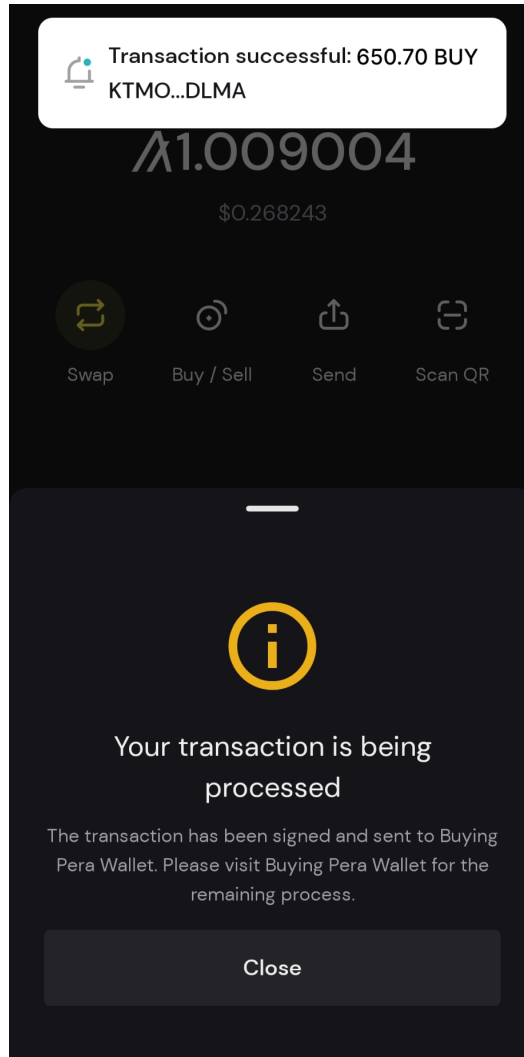 Transaction successful: 650.70 BUY
KTMO...DLMA
1.009004
$0.268243
Swap
Buy / Sell
Send
Scan QR
Your transaction is being
processed
The transaction has been signed and sent to Buying
Pera Wallet. Please visit Buying Pera Wallet for the
remaining process.
Close